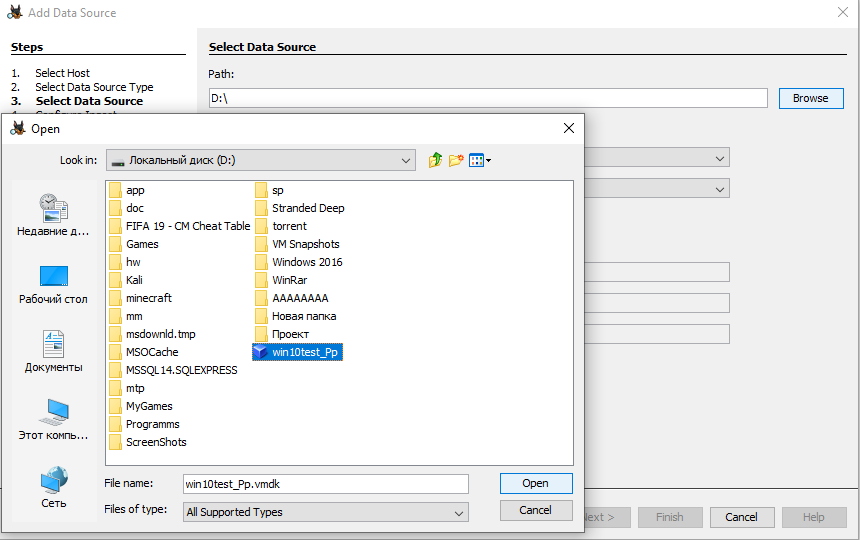 Add Data Source
Steps
Select Data Source
1. Select Host
2. Select Data Source Type
3. Select Data Source
Path:
D:\
Browse
Open
Look in:
Локальный диск (D:)
Недавние д...
Рабочий стол
Документы
Этот компь...
Сеть
app
doc
FIFA 19 - CM Cheat Table
Games
hw
Kali
minecraft
mm
msdownld.tmp
MSOCache
MSSQL14.SQLEXPRESS
mtp
MyGames
Programms
ScreenShots
sp
Stranded Deep
torrent
VM Snapshots
Windows 2016
WinRar
AAAAAAAA
Новая папка
Проект
win10test_Pp
File name:
win10test_Pp.vmdk
Open
Files of type:
All Supported Types
Cancel
Finish
Cancel
Help